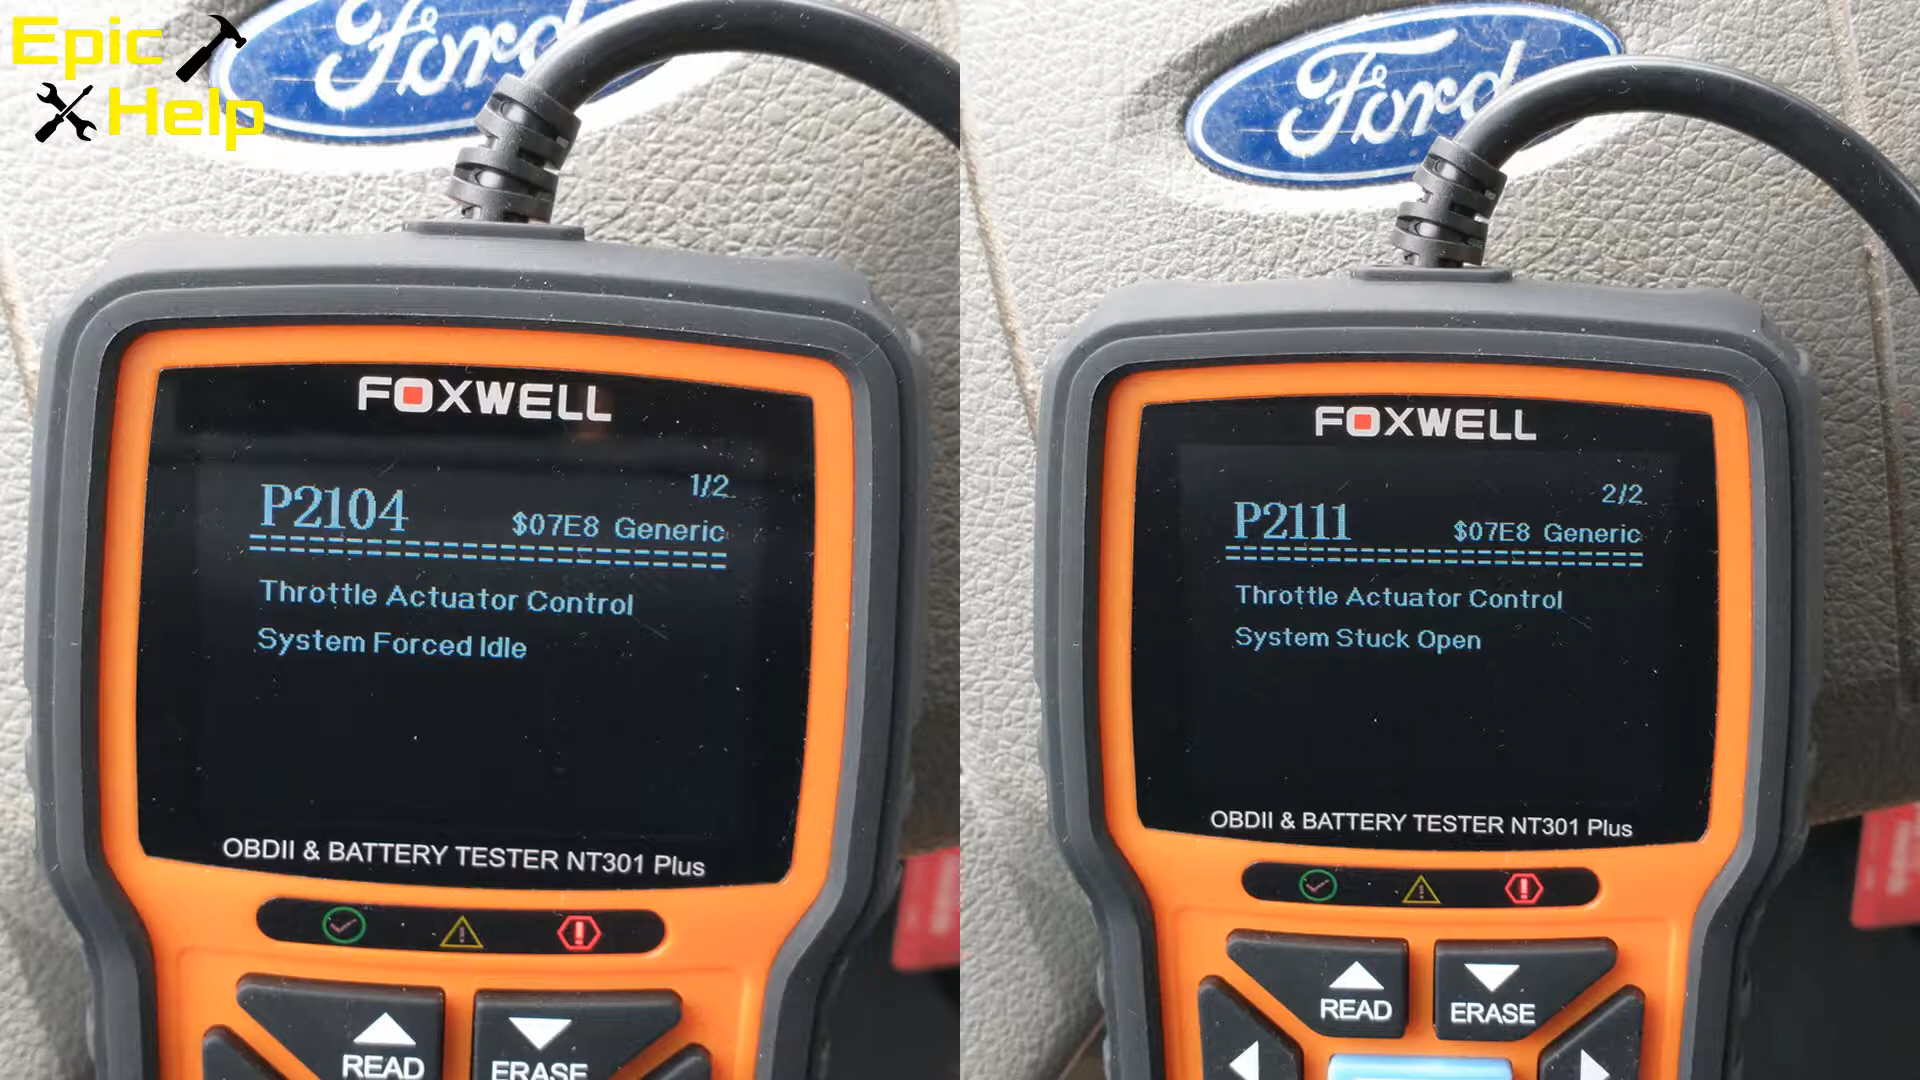 Epic
Help
Ford
FOXWELL
1/2
P2104 $07E8 Generic
Throttle Actuator Control
System Forced Idle
OBDII & BATTERY TESTER NT301 Plus
READ
ERASE
Ford
FOXWELL
2/2
P2111 $07E8 Generic
Throttle Actuator Control
System Stuck Open
OBDII & BATTERY TESTER NT301 Plus
READ
ERASE